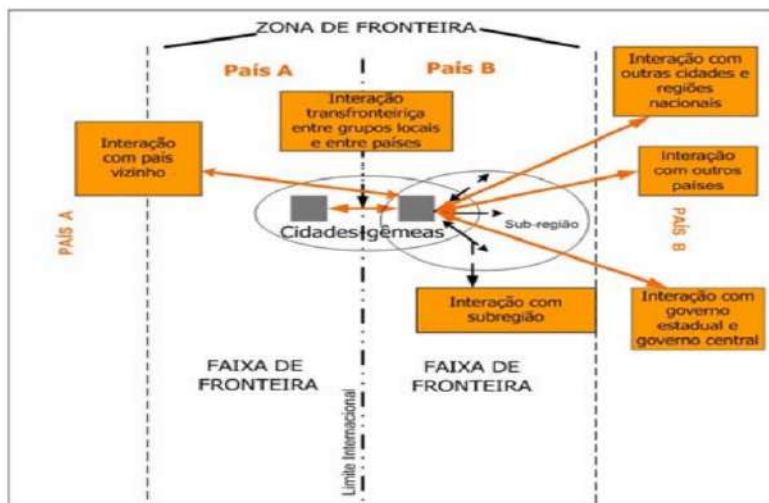 ZONA DE FRONTEIRA
País A
País B
Interação com
outras cidades e
regiões
nacionais
Interação
transfronteiriça
entre grupos locais
e entre países
Interação
com país
vizinho
Interação
com outros
países
Cidades-gêmeas
Sub-região
PAÍS A
PAÍS B
Interação com
subregião
Interação com
governo
estadual e
governo central
FAIXA DE
FRONTEIRA
FAIXA DE
FRONTEIRA
Limite Internacional